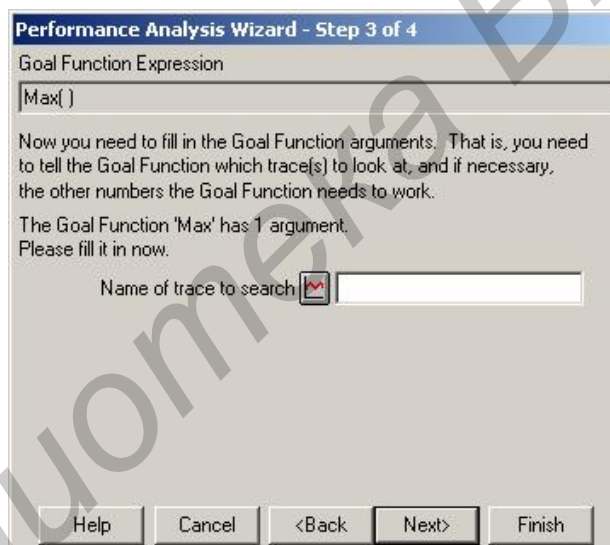 Performance Analysis Wizard - Step 3 of 4
Goal Function Expression
Max( )
Now you need to fill in the Goal Function arguments. That is, you need
to tell the Goal Function which trace(s) to look at, and if necessary,
the other numbers the Goal Function needs to work.
The Goal Function 'Max' has 1 argument.
Please fill it in now.
Name of trace to search
Help Cancel <Back Next> Finish